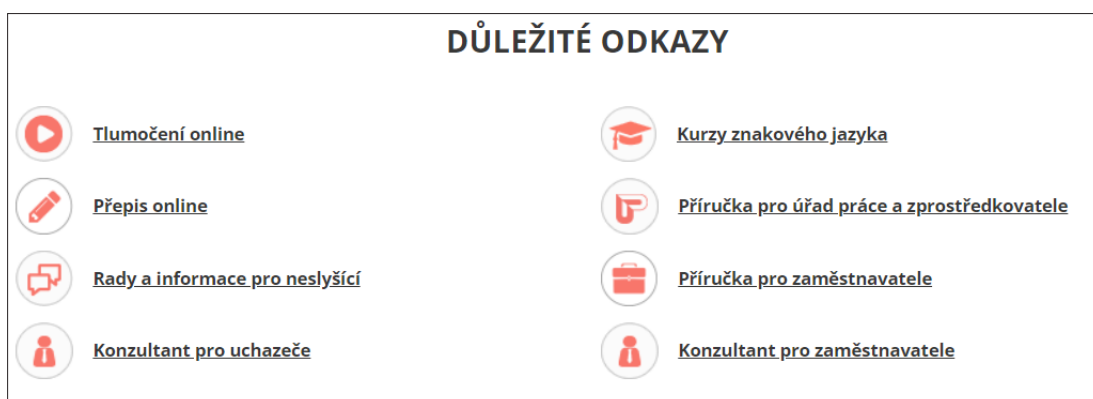 DŮLEŽITÉ ODKAZY
Tlumočení online
Kurzy znakového jazyka
Přepis online
Příručka pro úřad práce a zprostředkovatele
Rady a informace pro neslyšící
Příručka pro zaměstnavatele
Konzultant pro uchazeče
Konzultant pro zaměstnavatele